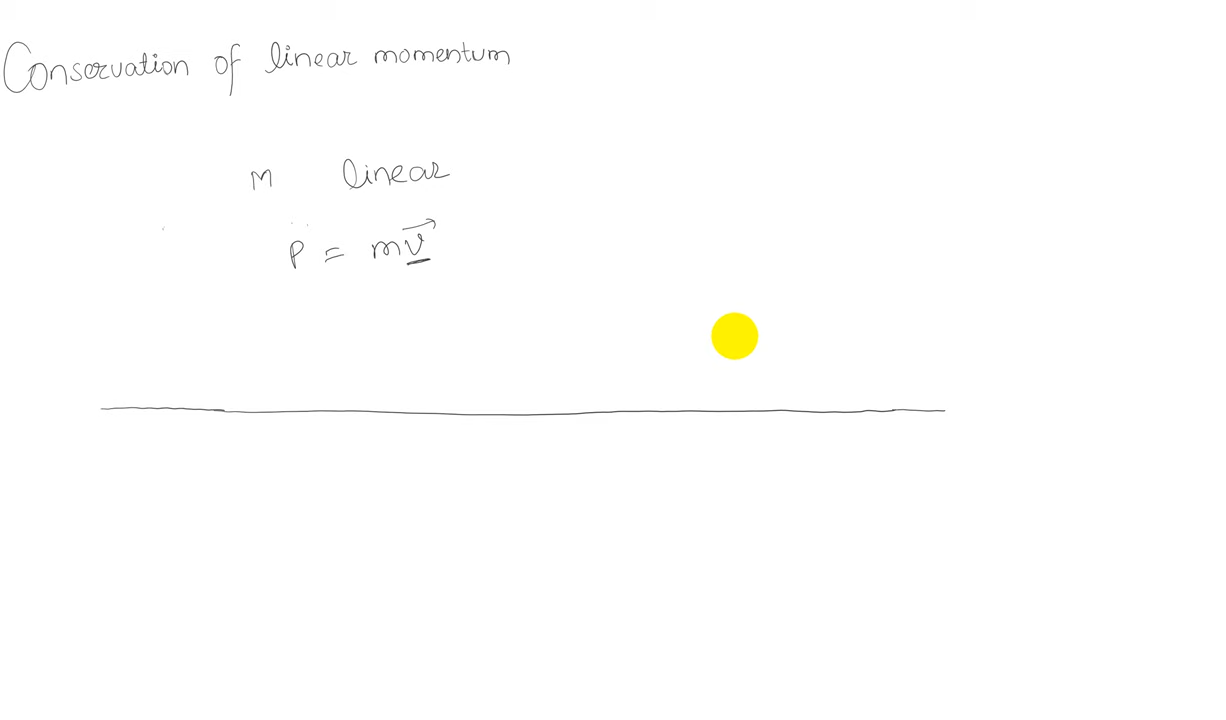 Conservation of linear momentum
M linear
P = mv⃗